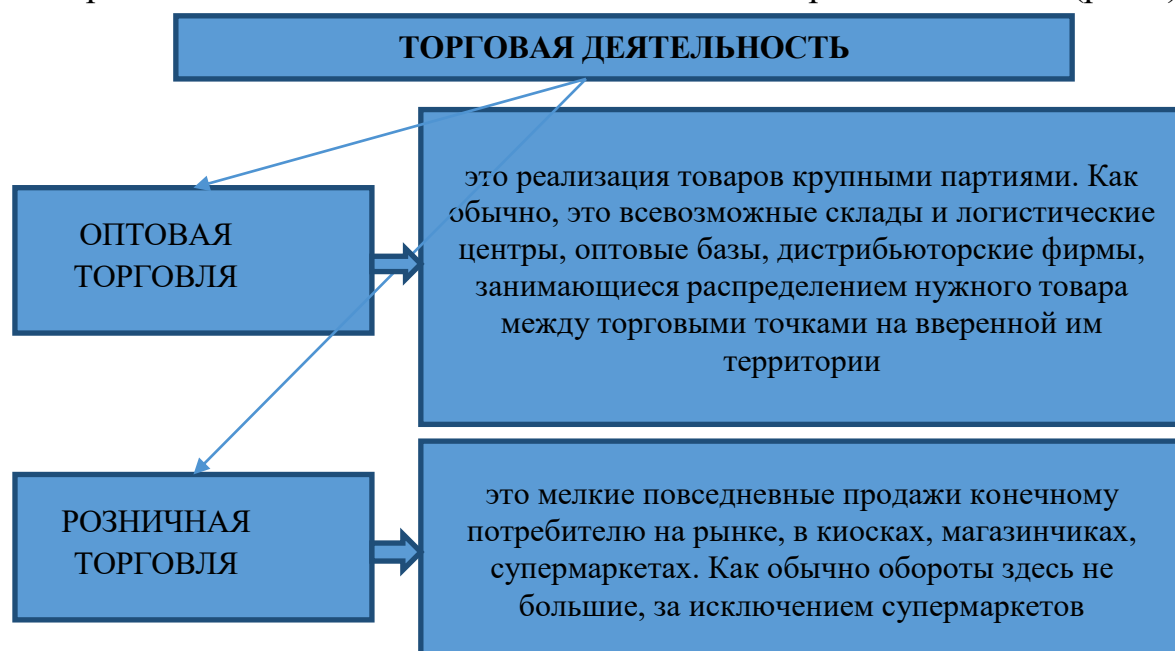 ТОРГОВАЯ ДЕЯТЕЛЬНОСТЬ
ОПТОВАЯ
ТОРГОВЛЯ
это реализация товаров крупными партиями. Как
обычно, это всевозможные склады и логистические
центры, оптовые базы, дистрибьюторские фирмы,
занимающиеся распределением нужного товара
между торговыми точками на вверенной им
территории
РОЗНИЧНАЯ
ТОРГОВЛЯ
это мелкие повседневные продажи конечному
потребителю на рынке, в киосках, магазинчиках,
супермаркетах. Как обычно обороты здесь не
большие, за исключением супермаркетов